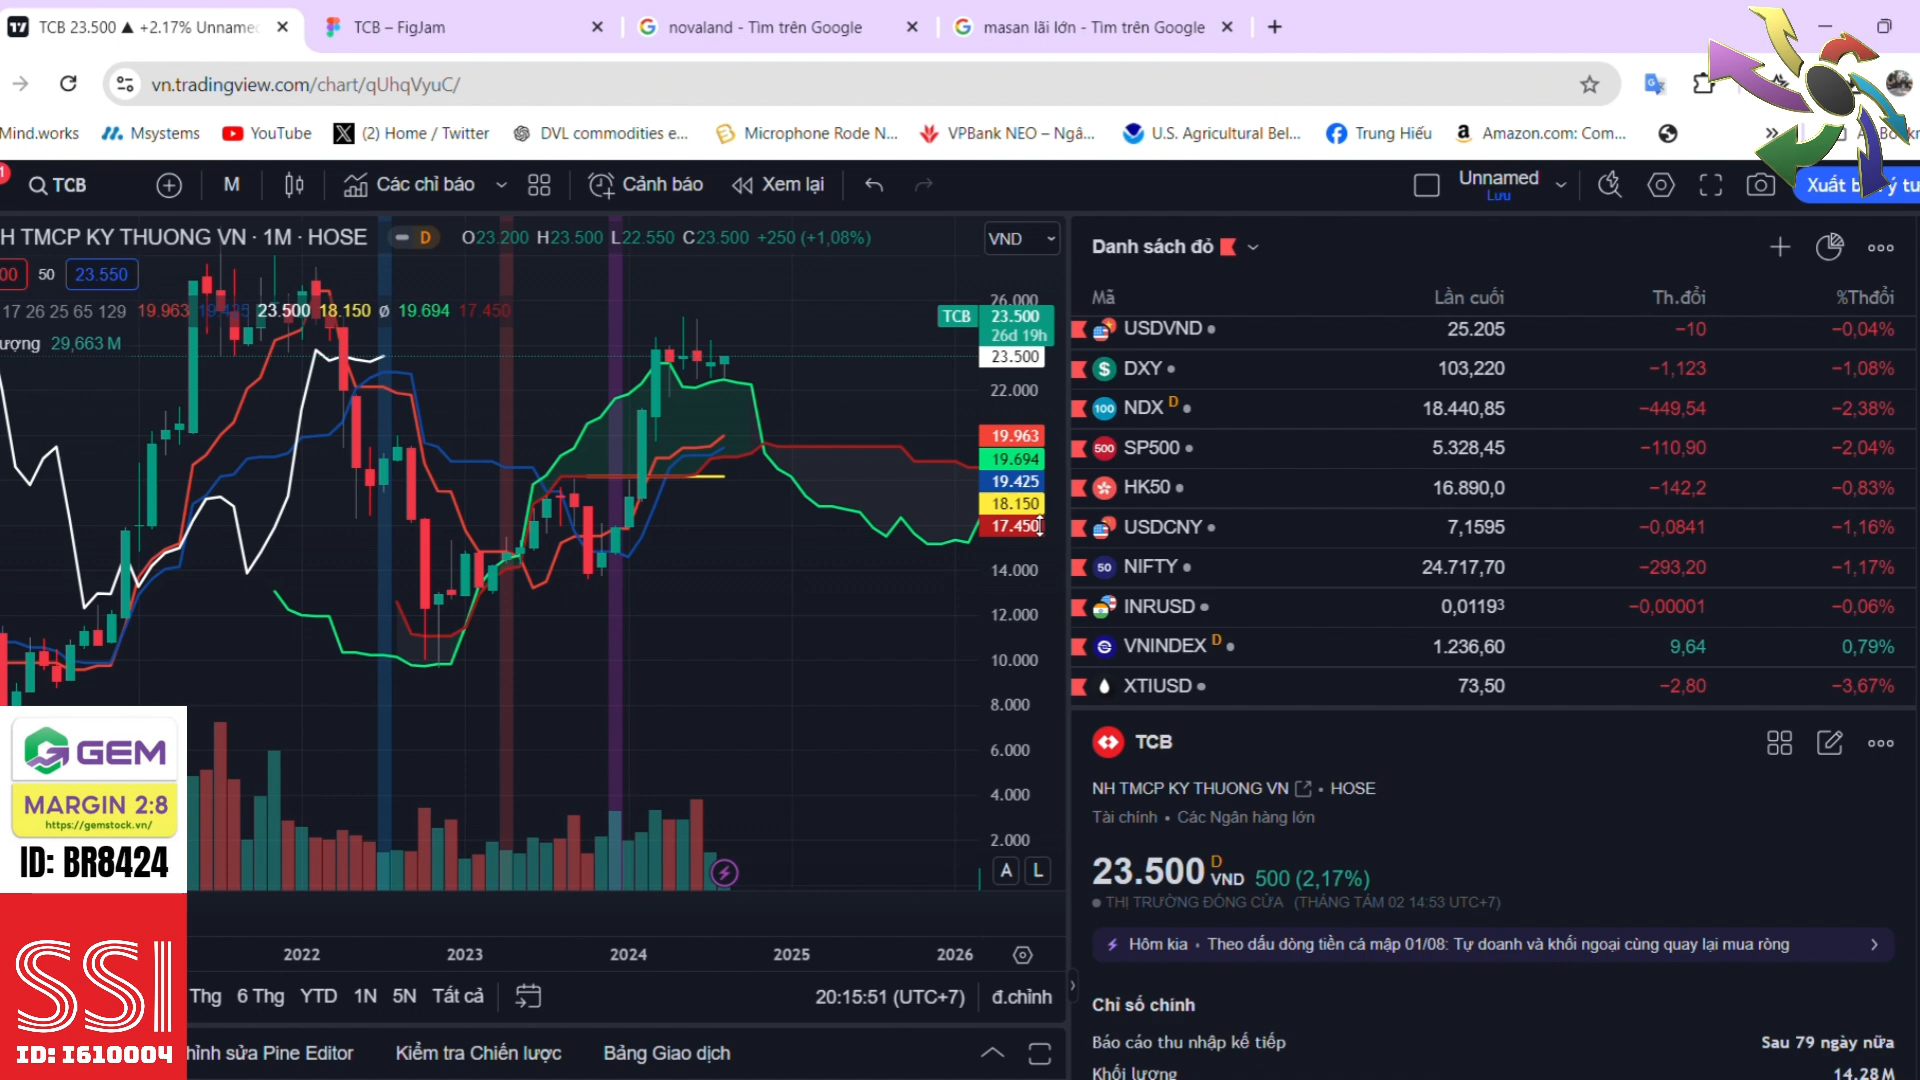 TCB 23.500 ▲ +2.17% Unname
TCB – FigJam
novaland - Tìm trên Google
masan lãi lớn - Tìm trên Google
vn.tradingview.com/chart/qUhqVyuC/
Mind.works
Msystems
YouTube
(2) Home / Twitter
DVL commodities e...
Microphone Rode N...
VPBank NEO – Ngâ...
U.S. Agricultural Bel...
Trung Hiếu
Amazon.com: Com...
TCB
M
Các chỉ báo
Cảnh báo
Xem lại
Unnamed
Lưu
H TMCP KY THUONG VN · 1M · HOSE
D
O23.200 H23.500 L22.550 C23.500 +250 (+1,08%)
VND
00
50
23.550
17 26 25 65 129 19.963 23.500 18.150 ø 19.694 17.450
ượng 29,663 M
26.000
TCB
23.500
26d 19h
23.500
22.000
19.963
19.694
19.425
18.150
17.450
14.000
12.000
10.000
8.000
6.000
4.000
2.000
A L
2022 2023 2024 2025 2026
Thg 6 Thg YTD 1N 5N Tất cả
20:15:51 (UTC+7)
đ.chỉnh
hỉnh sửa Pine Editor
Kiểm tra Chiến lược
Bảng Giao dịch
Danh sách đỏ
Mã Lần cuối Th.đổi %Thđổi
USDVND 25.205 −10 −0,04%
DXY 103,220 −1,123 −1,08%
NDX D 18.440,85 −449,54 −2,38%
SP500 5.328,45 −110,90 −2,04%
HK50 16.890,0 −142,2 −0,83%
USDCNY 7,1595 −0,0841 −1,16%
NIFTY 24.717,70 −293,20 −1,17%
INRUSD 0,0119³ −0,00001 −0,06%
VNINDEX D 1.236,60 9,64 0,79%
XTIUSD 73,50 −2,80 −3,67%
TCB
NH TMCP KY THUONG VN • HOSE
Tài chính • Các Ngân hàng lớn
23.500 D VND 500 (2,17%)
THỊ TRƯỜNG ĐÓNG CỬA (THÁNG TÁM 02 14:53 UTC+7)
Hôm kia • Theo dấu dòng tiền cá mập 01/08: Tự doanh và khối ngoại cùng quay lại mua ròng
Chỉ số chính
Báo cáo thu nhập kế tiếp Sau 79 ngày nữa
Khối lượng 14,28 M
GEM
MARGIN 2:8
https://gemstock.vn/
ID: BR8424
SSI
ID: I610004